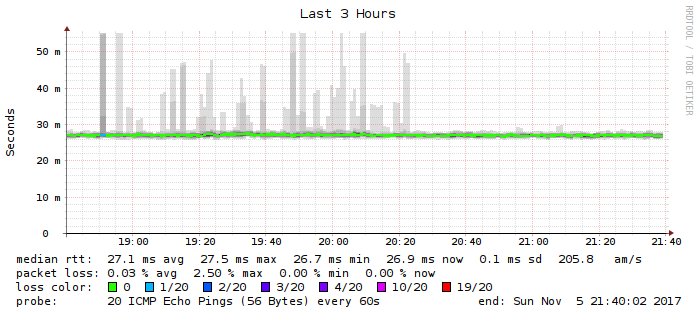 Last 3 Hours
RRDTOOL / TOBI OETIKER
Seconds
50 m
40 m
30 m
20 m
10 m
0
19:00 19:20 19:40 20:00 20:20 20:40 21:00 21:20 21:40
median rtt: 27.1 ms avg 27.5 ms max 26.7 ms min 26.9 ms now 0.1 ms sd 205.8 am/s
packet loss: 0.03 % avg 2.50 % max 0.00 % min 0.00 % now
loss color: 0 1/20 2/20 3/20 4/20 10/20 19/20
probe: 20 ICMP Echo Pings (56 Bytes) every 60s end: Sun Nov 5 21:40:02 2017